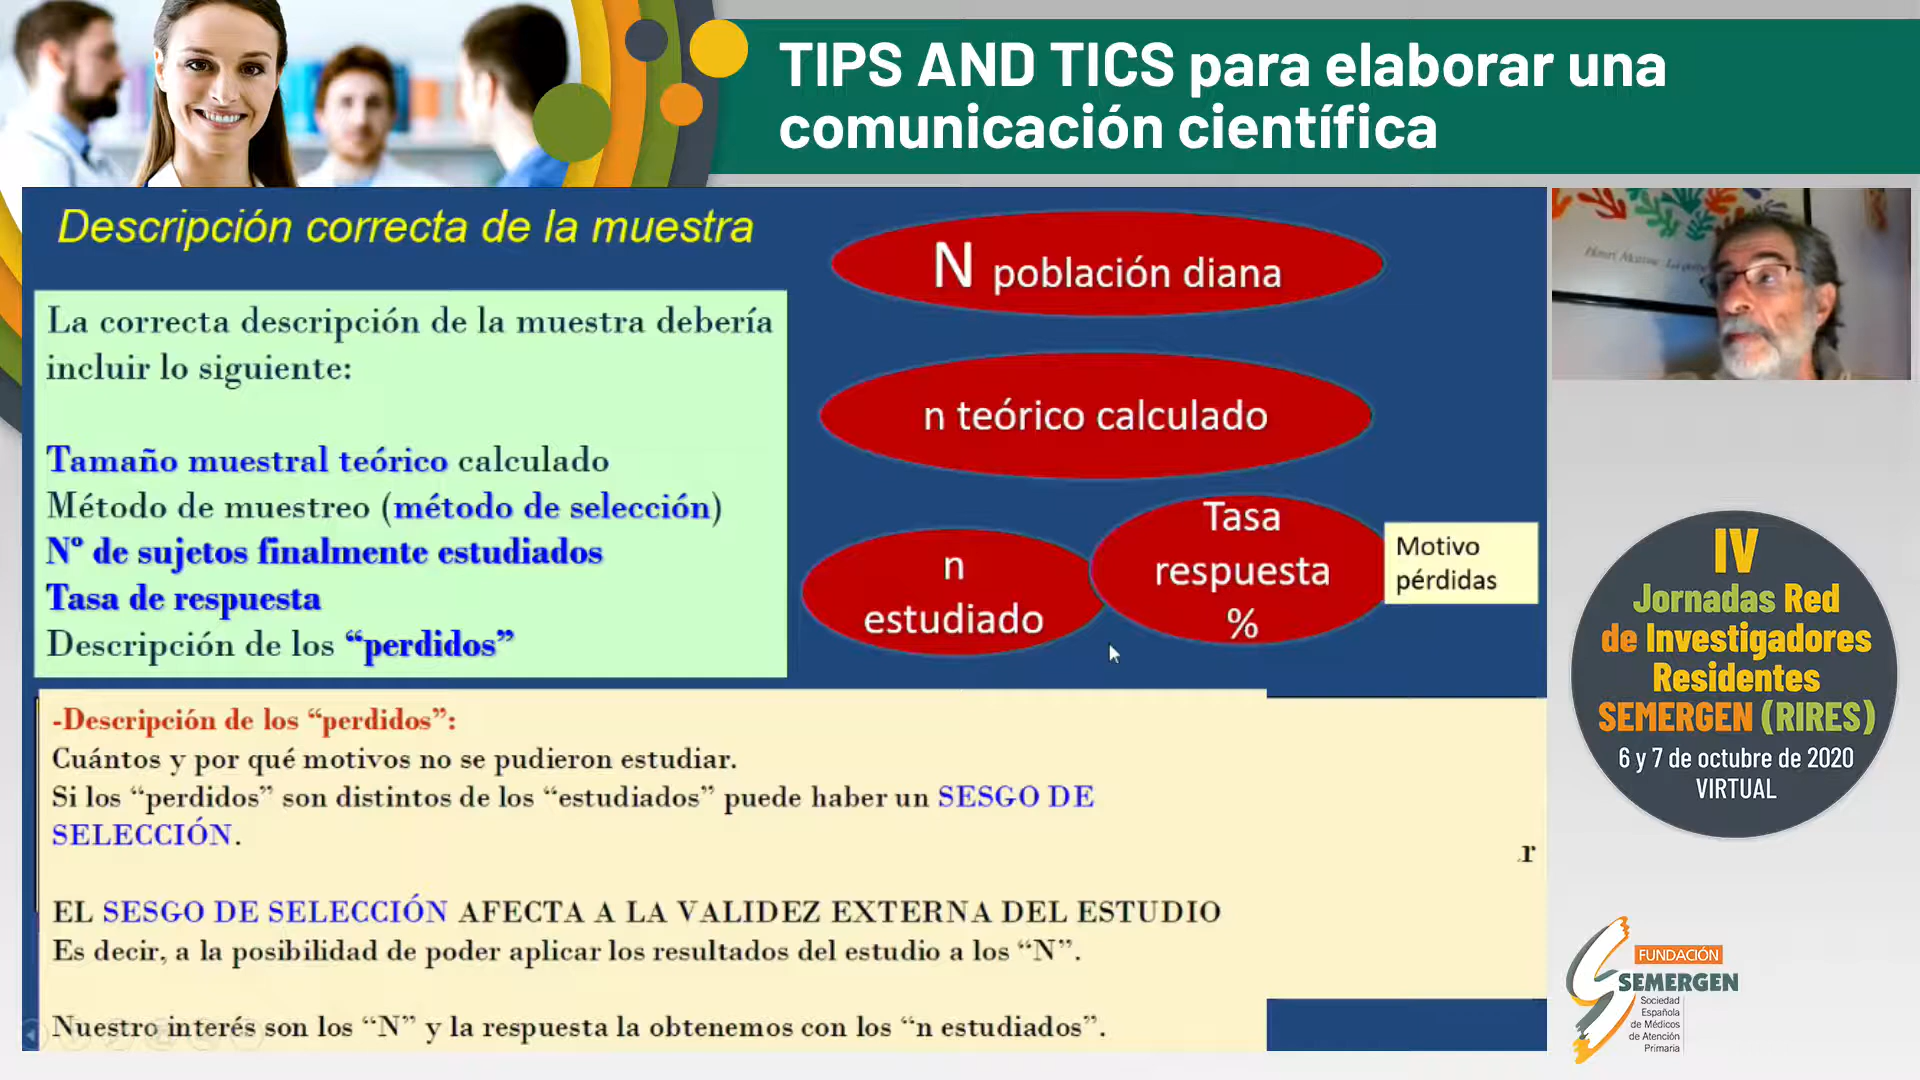 TIPS AND TICS para elaborar una
comunicación científica
Descripción correcta de la muestra
La correcta descripción de la muestra debería
incluir lo siguiente:
Tamaño muestral teórico calculado
Método de muestreo (método de selección)
Nº de sujetos finalmente estudiados
Tasa de respuesta
Descripción de los “perdidos”
N población diana
n teórico calculado
n
estudiado
Tasa
respuesta
%
Motivo
pérdidas
-Descripción de los “perdidos”:
Cuántos y por qué motivos no se pudieron estudiar.
Si los “perdidos” son distintos de los “estudiados” puede haber un SESGO DE
SELECCIÓN.
r
EL SESGO DE SELECCIÓN AFECTA A LA VALIDEZ EXTERNA DEL ESTUDIO
Es decir, a la posibilidad de poder aplicar los resultados del estudio a los “N”.
Nuestro interés son los “N” y la respuesta la obtenemos con los “n estudiados”.
IV
Jornadas Red
de Investigadores
Residentes
SEMERGEN (RIRES)
6 y 7 de octubre de 2020
VIRTUAL
FUNDACIÓN
SEMERGEN
Sociedad
Española
de Médicos
de Atención
Primaria